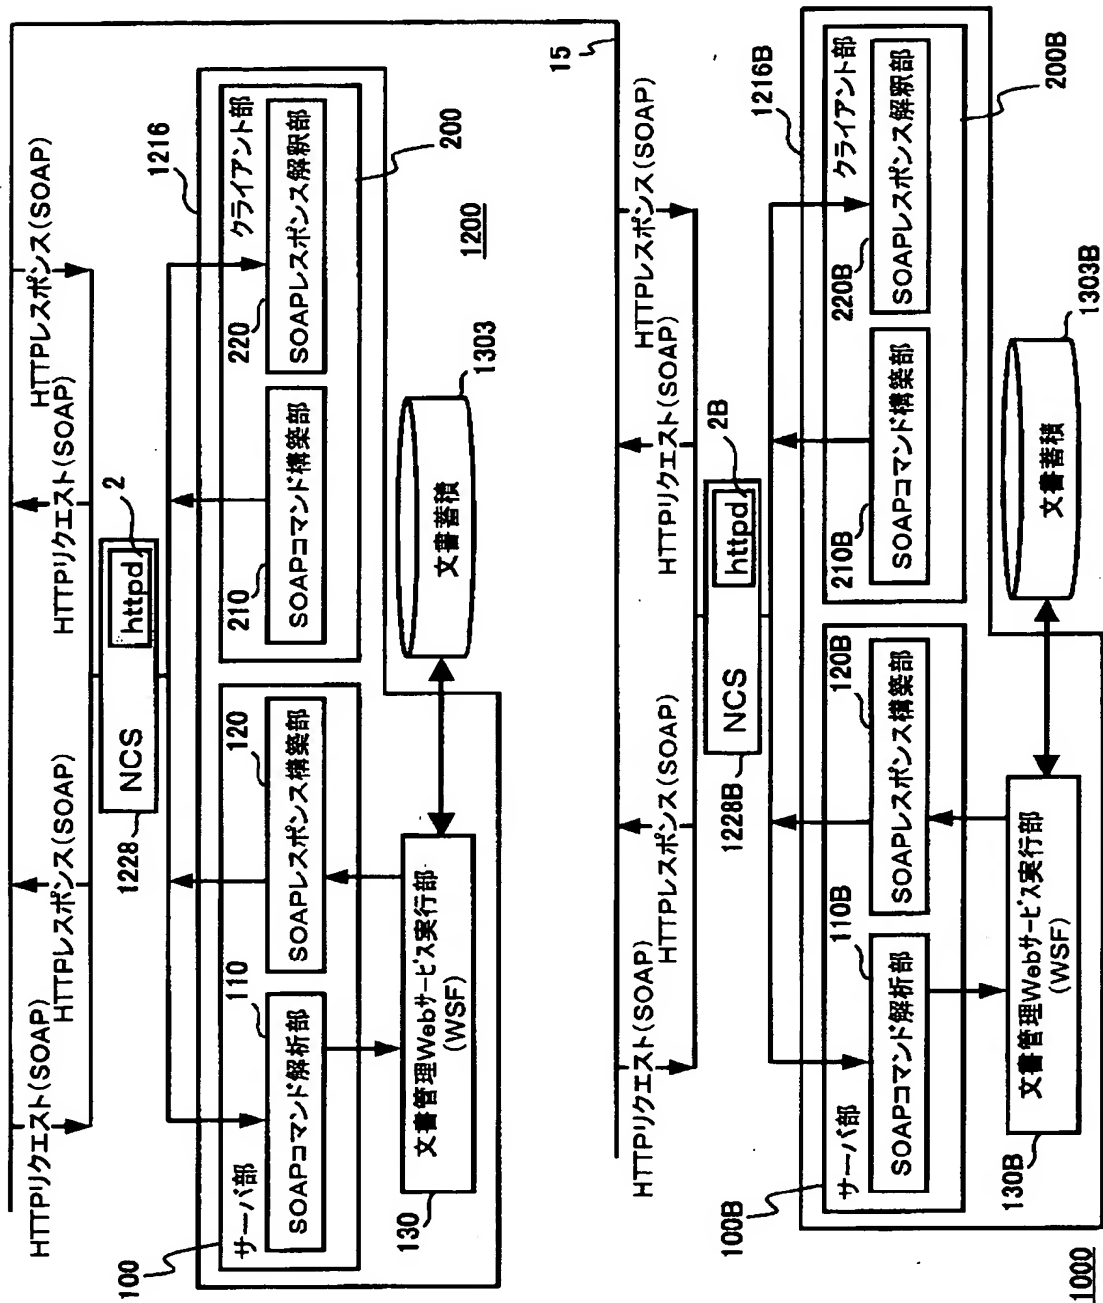 HTTPリクエスト(SOAP)
HTTPレスポンス(SOAP)
HTTPリクエスト(SOAP)
HTTPレスポンス(SOAP)
15
1228
NCS
httpd
2
1216
100
サーバ部
110
SOAPコマンド解析部
120
SOAPレスポンス構築部
クライアント部
210
SOAPコマンド構築部
220
SOAPレスポンス解釈部
200
130
文書管理Webサービス実行部
(WSF)
文書蓄積
1303
1200
HTTPリクエスト(SOAP)
HTTPレスポンス(SOAP)
HTTPリクエスト(SOAP)
HTTPレスポンス(SOAP)
1228B
NCS
httpd
2B
1216B
100B
サーバ部
110B
SOAPコマンド解析部
120B
SOAPレスポンス構築部
クライアント部
210B
SOAPコマンド構築部
220B
SOAPレスポンス解釈部
200B
130B
文書管理Webサービス実行部
(WSF)
文書蓄積
1303B
1000